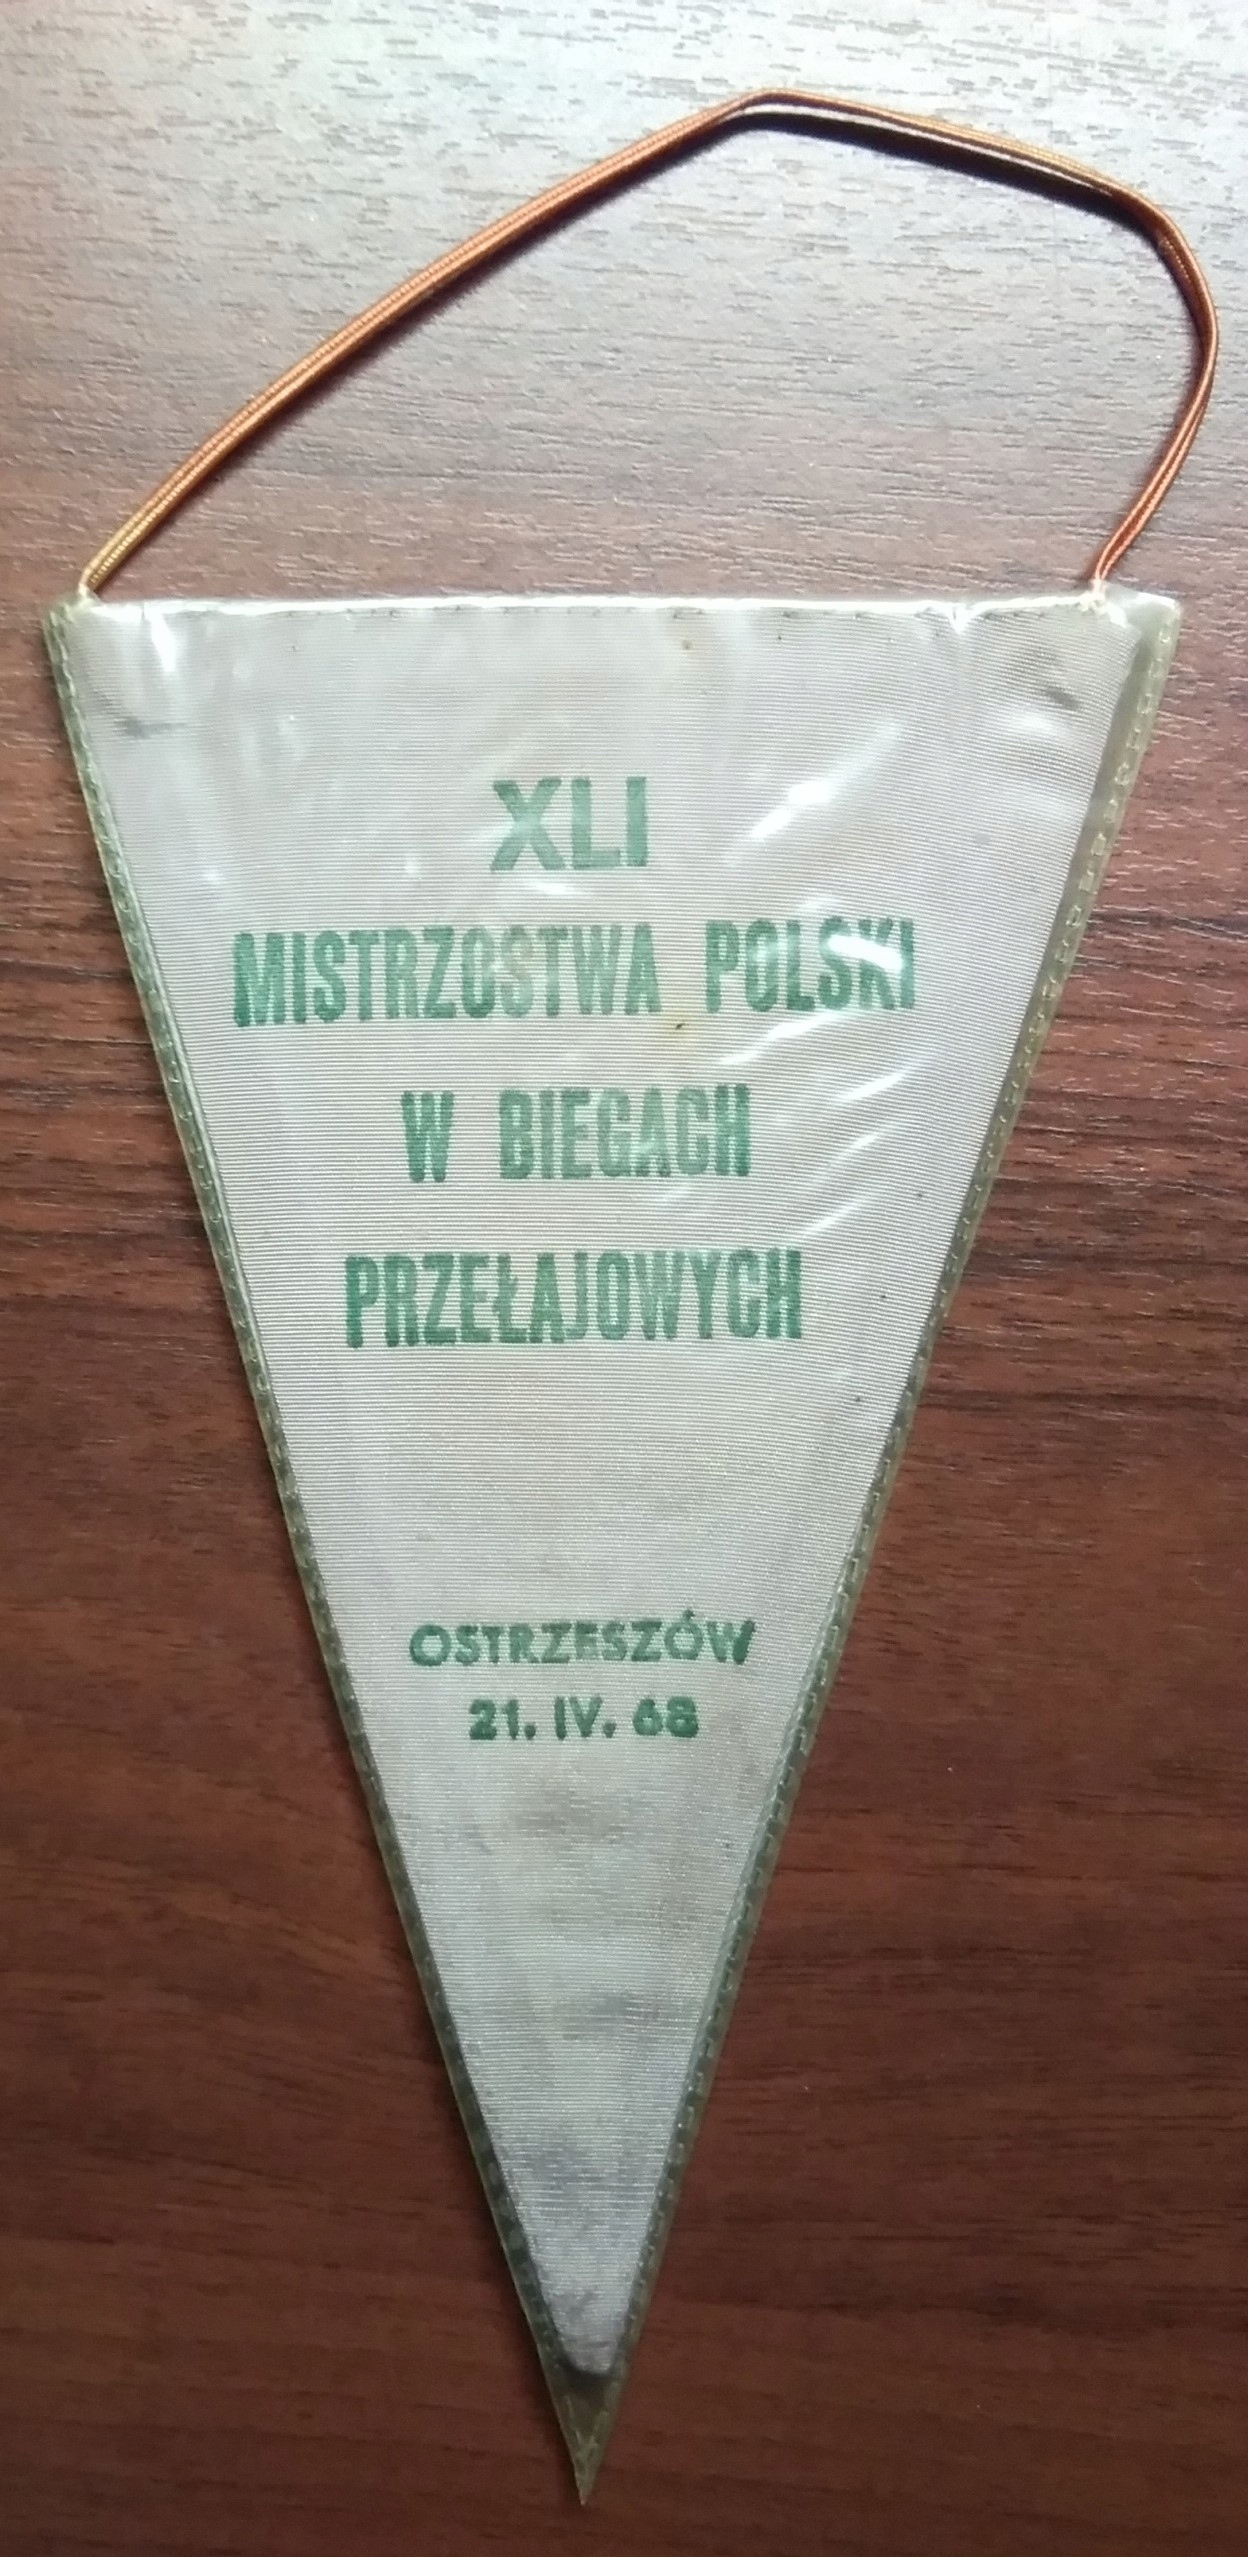 XLI
MISTRZOSTWA POLSKI
W BIEGACH
PRZEŁAJOWYCH
OSTRZESZÓW
21. IV. 68